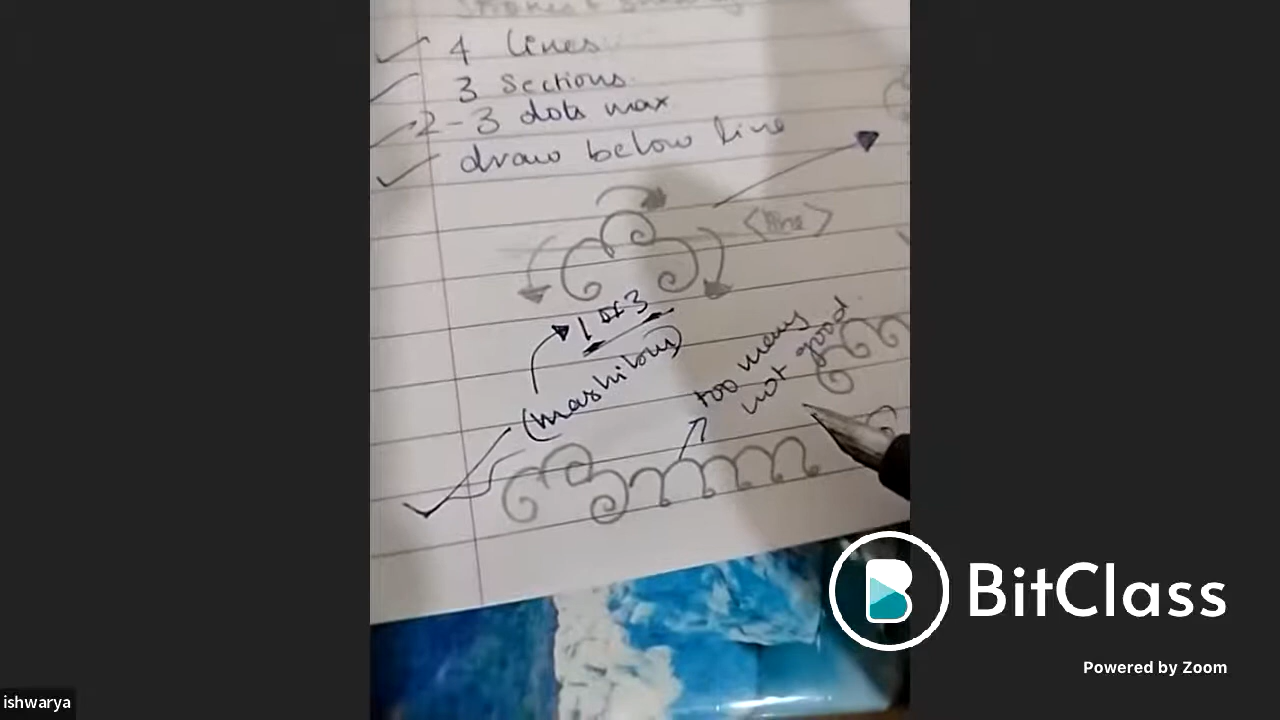 4 lines
3 Sections.
2-3 dots max
draw below line
<line>
1 or 3
(mashibou)
too many
not good.
BitClass
Powered by Zoom
ishwarya